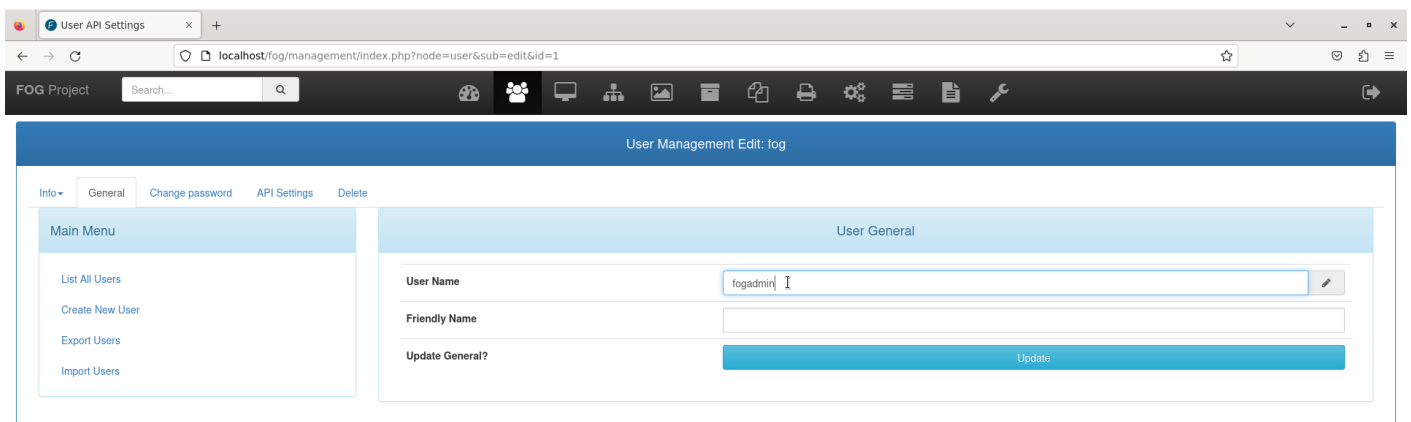 User API Settings
localhost/fog/management/index.php?node=user&sub=edit&id=1
FOG Project Search...
User Management Edit: fog
Info General Change password API Settings Delete
Main Menu
List All Users
Create New User
Export Users
Import Users
User General
User Name fogadmin
Friendly Name
Update General? Update